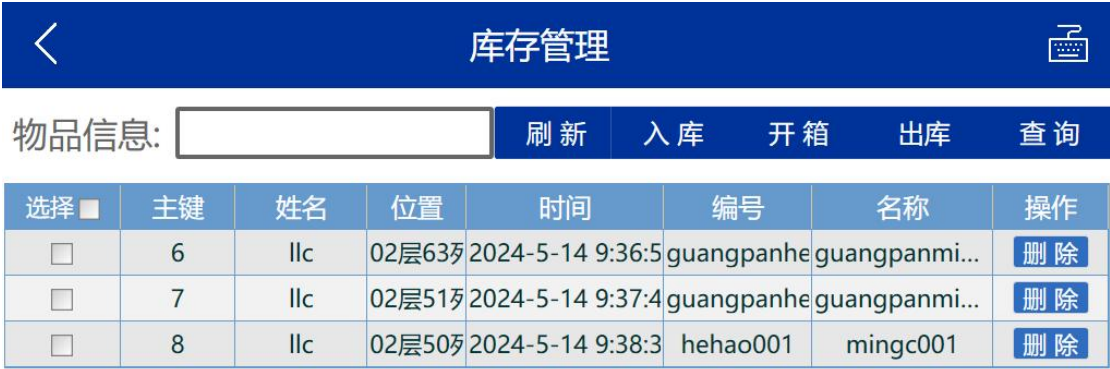 库存管理
物品信息: 刷新 入库 开箱 出库 查询
选择 主键 姓名 位置 时间 编号 名称 操作
6 llc 02层63列 2024-5-14 9:36:5 guangpanhe guangpanmi... 删除
7 llc 02层51列 2024-5-14 9:37:4 guangpanhe guangpanmi... 删除
8 llc 02层50列 2024-5-14 9:38:3 hehao001 mingc001 删除